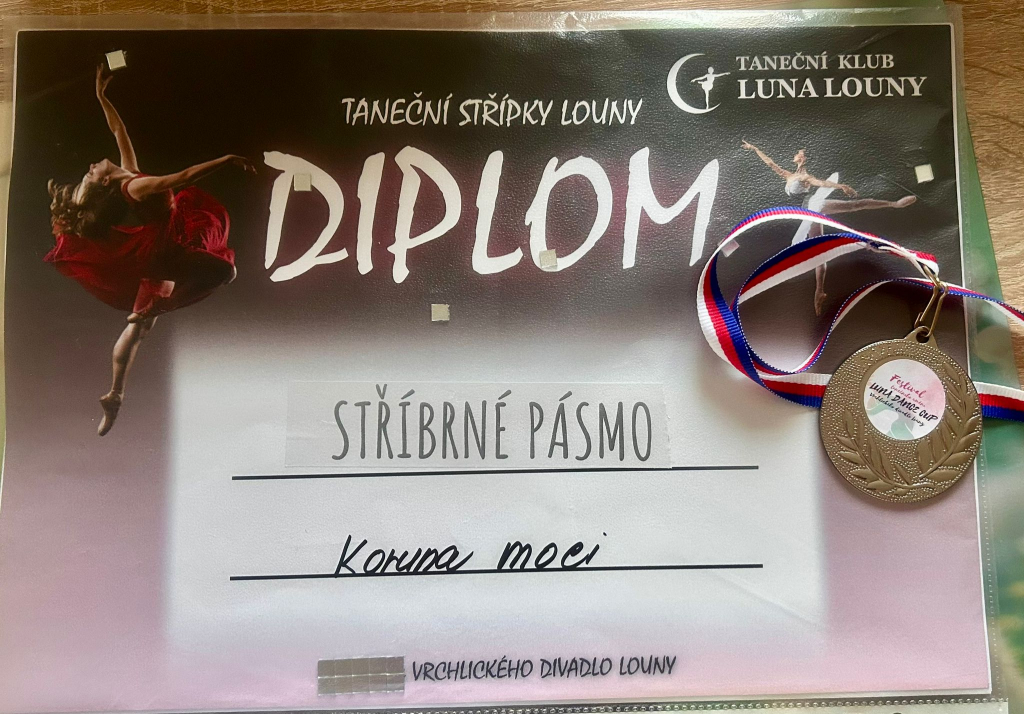 TANEČNÍ KLUB
LUNA LOUNY
TANEČNÍ STŘÍPKY LOUNY
DIPLOM
STŘÍBRNÉ PÁSMO
Koruna moci
VRCHLICKÉHO DIVADLO LOUNY
Festival
LUNA DANCE CUP